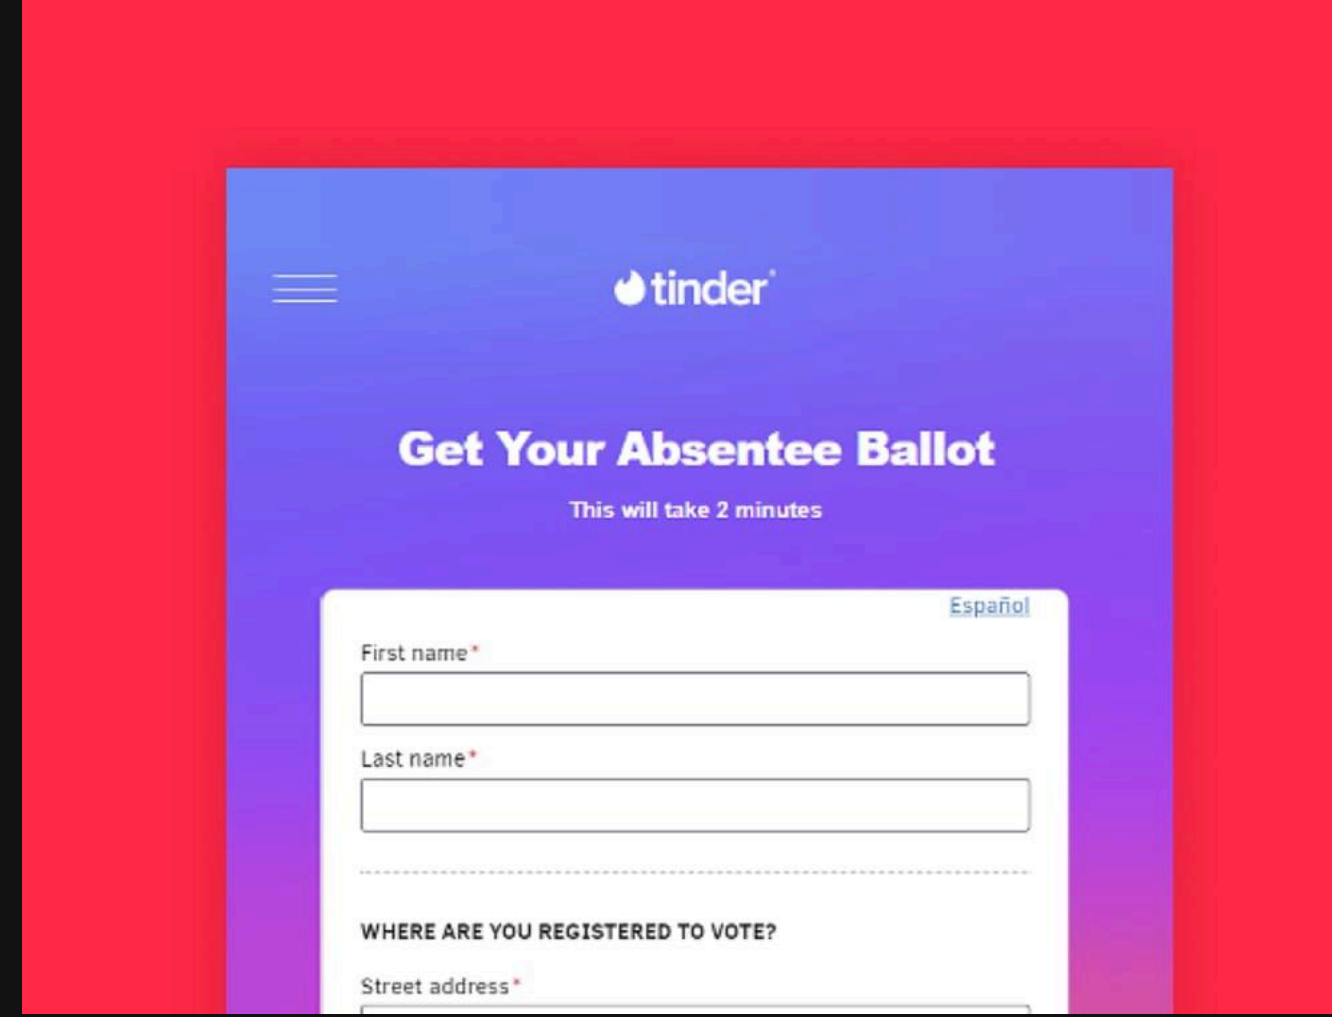 tinder®
Get Your Absentee Ballot
This will take 2 minutes
Español
First name*
Last name*
WHERE ARE YOU REGISTERED TO VOTE?
Street address*